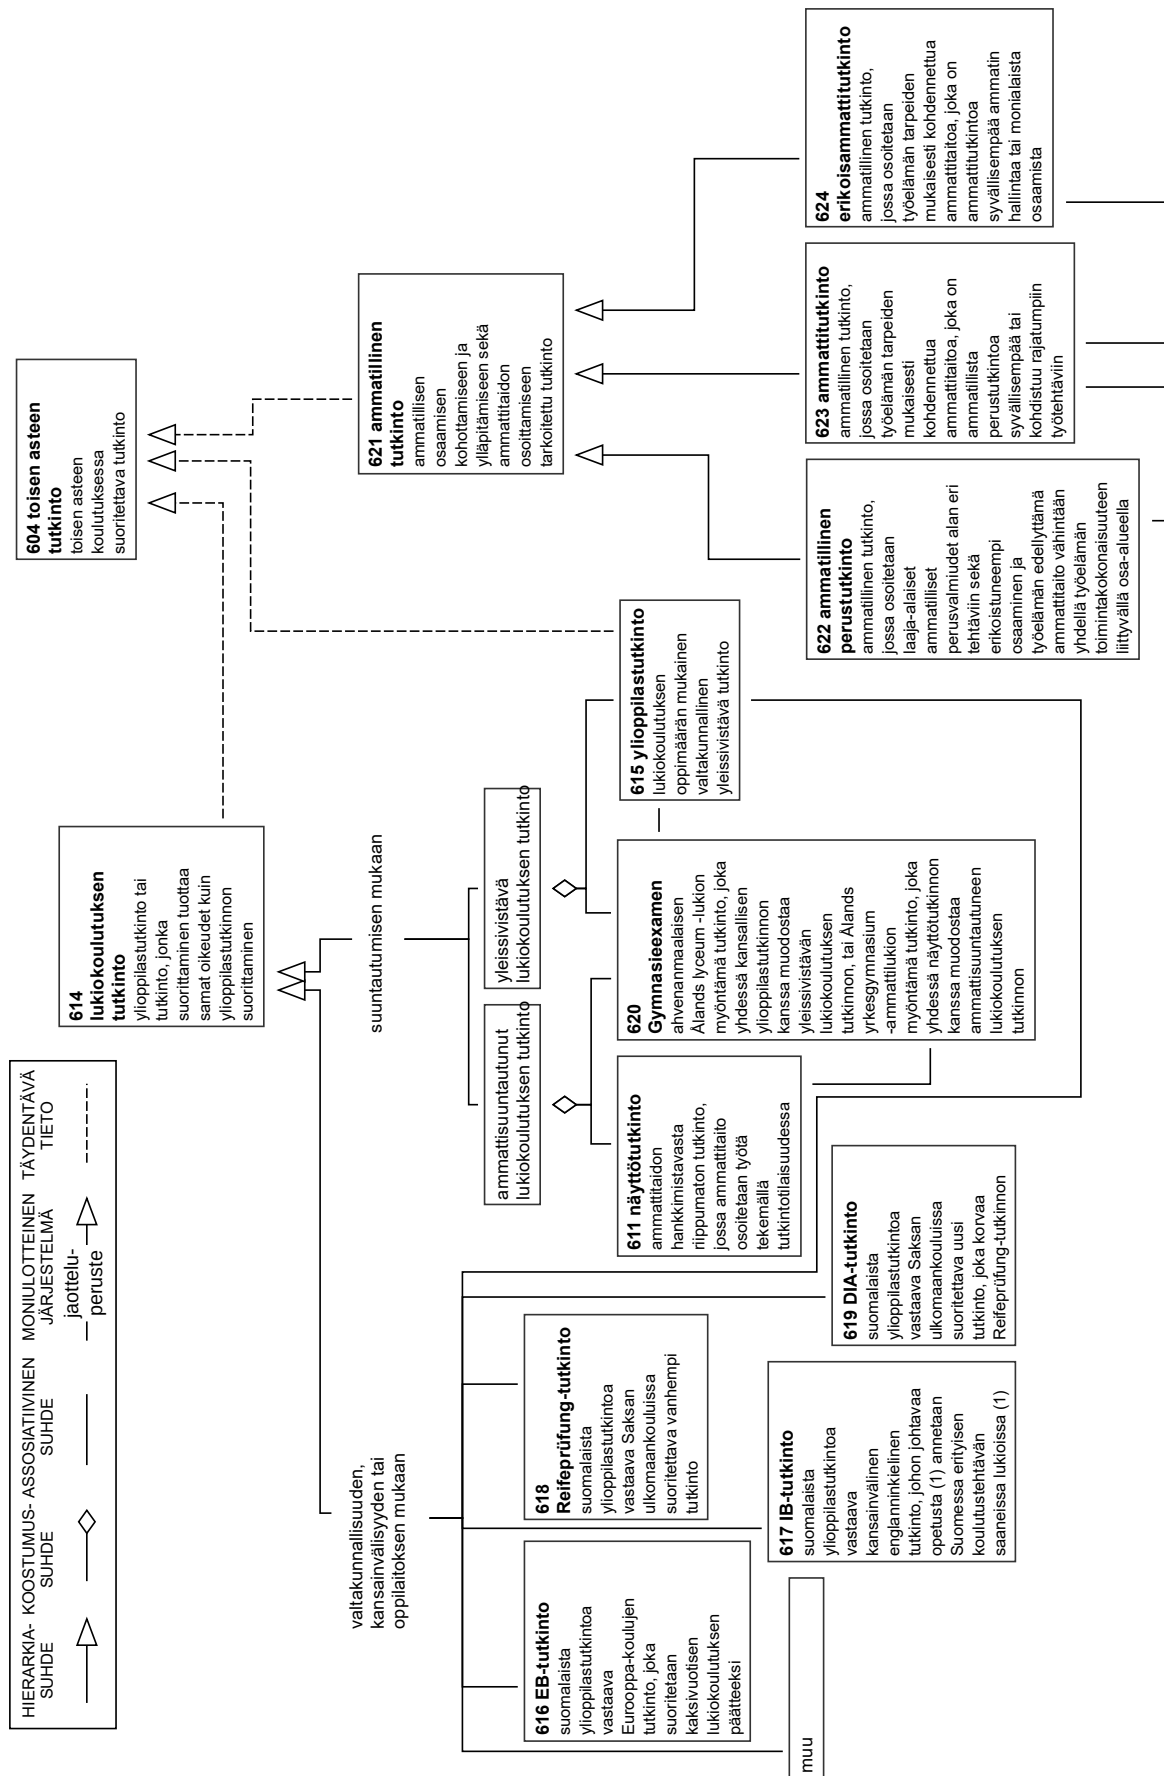 HIERARKIA-
SUHDE
KOOSTUMUS-
SUHDE
ASSOSIATIIVINEN
SUHDE
MONIULOTTEINEN
JÄRJESTELMÄ
jaottelu-
peruste
TÄYDENTÄVÄ
TIETO
604 toisen asteen
tutkinto
toisen asteen
koulutuksessa
suoritettava tutkinto
614
lukiokoulutuksen
tutkinto
ylioppilastutkinto tai
tutkinto, jonka
suorittaminen tuottaa
samat oikeudet kuin
ylioppilastutkinnon
suorittaminen
621 ammatillinen
tutkinto
ammatillisen
osaamisen
kohottamiseen ja
ylläpitämiseen sekä
ammattitaidon
osoittamiseen
tarkoitettu tutkinto
valtakunnallisuuden,
kansainvälisyyden tai
oppilaitoksen mukaan
suuntautumisen mukaan
ammattisuuntautunut
lukiokoulutuksen tutkinto
yleissivistävä
lukiokoulutuksen tutkinto
616 EB-tutkinto
suomalaista
ylioppilastutkintoa
vastaava
Eurooppa-koulujen
tutkinto, joka
suoritetaan
kaksivuotisen
lukiokoulutuksen
päätteeksi
618
Reifeprüfung-tutkinto
suomalaista
ylioppilastutkintoa
vastaava Saksan
ulkomaankouluissa
suoritettava vanhempi
tutkinto
611 näyttötutkinto
ammattitaidon
hankkimistavasta
riippumaton tutkinto,
jossa ammattitaito
osoitetaan työtä
tekemällä
tutkintotilaisuudessa
620
Gymnasieexamen
ahvenanmaalaisen
Ålands lyceum -lukion
myöntämä tutkinto, joka
yhdessä kansallisen
ylioppilastutkinnon
kanssa muodostaa
yleissivistävän
lukiokoulutuksen
tutkinnon, tai Ålands
yrkesgymnasium
-ammattilukion
myöntämä tutkinto, joka
yhdessä näyttötutkinnon
kanssa muodostaa
ammattisuuntautuneen
lukiokoulutuksen
tutkinnon
615 ylioppilastutkinto
lukiokoulutuksen
oppimäärän mukainen
valtakunnallinen
yleissivistävä tutkinto
muu
617 IB-tutkinto
suomalaista
ylioppilastutkintoa
vastaava
kansainvälinen
englanninkielinen
tutkinto, johon johtavaa
opetusta (1) annetaan
Suomessa erityisen
koulutustehtävän
saaneissa lukioissa (1)
619 DIA-tutkinto
suomalaista
ylioppilastutkintoa
vastaava Saksan
ulkomaankouluissa
suoritettava uusi
tutkinto, joka korvaa
Reifeprüfung-tutkinnon
622 ammatillinen
perustutkinto
ammatillinen tutkinto,
jossa osoitetaan
laaja-alaiset
ammatilliset
perusvalmiudet alan eri
tehtäviin sekä
erikoistuneempi
osaaminen ja
työelämän edellyttämä
ammattitaito vähintään
yhdellä työelämän
toimintakokonaisuuteen
liittyvällä osa-alueella
623 ammattitutkinto
ammatillinen tutkinto,
jossa osoitetaan
työelämän tarpeiden
mukaisesti
kohdennettua
ammattitaitoa, joka on
ammatillista
perustutkintoa
syvällisempää tai
kohdistuu rajatumpiin
työtehtäviin
624
erikoisammattitutkinto
ammatillinen tutkinto,
jossa osoitetaan
työelämän tarpeiden
mukaisesti kohdennettua
ammattitaitoa, joka on
ammattitutkintoa
syvällisempää ammatin
hallintaa tai monialaista
osaamista